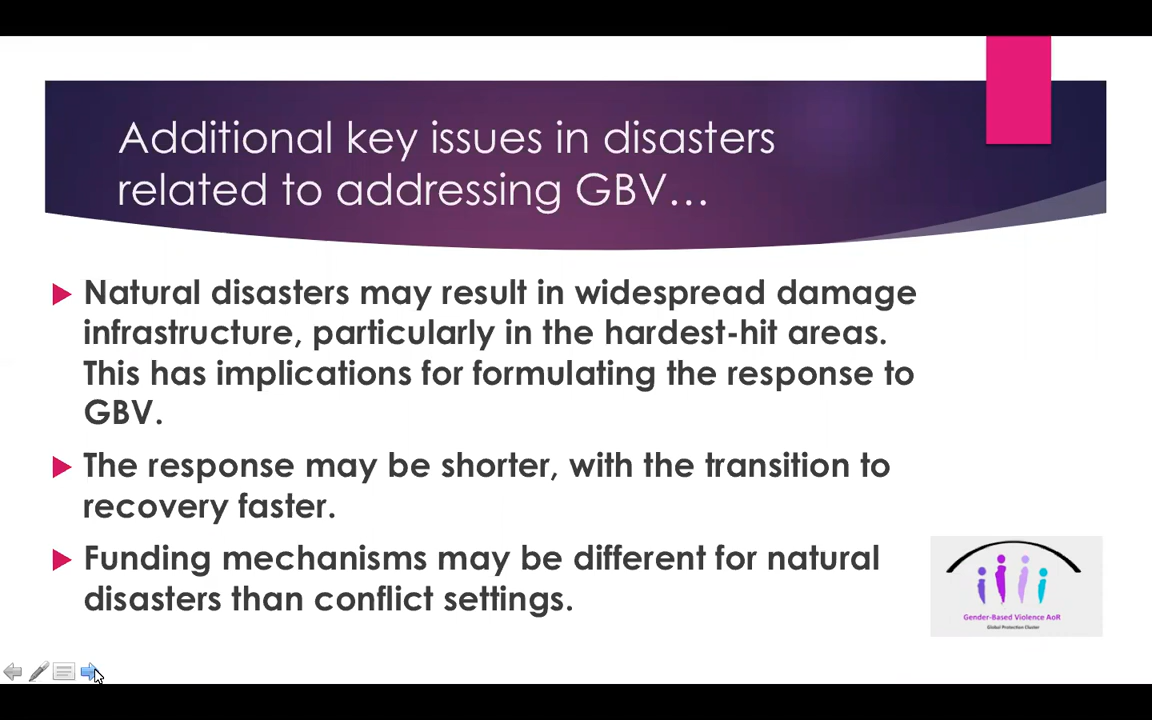 Additional key issues in disasters
related to addressing GBV…
Natural disasters may result in widespread damage
infrastructure, particularly in the hardest-hit areas.
This has implications for formulating the response to
GBV.
The response may be shorter, with the transition to
recovery faster.
Funding mechanisms may be different for natural
disasters than conflict settings.
Gender-Based Violence AoR
Global Protection Cluster